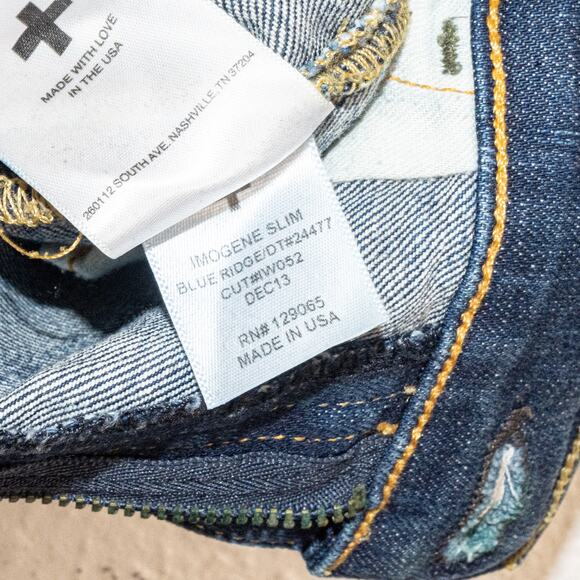 MADE WITH LOVE
IN THE USA
2601 12 SOUTH AVE. NASHVILLE, TN 37204
IMOGENE SLIM
BLUE RIDGE/DT#24477
CUT#IW052
DEC13
RN# 129065
MADE IN USA